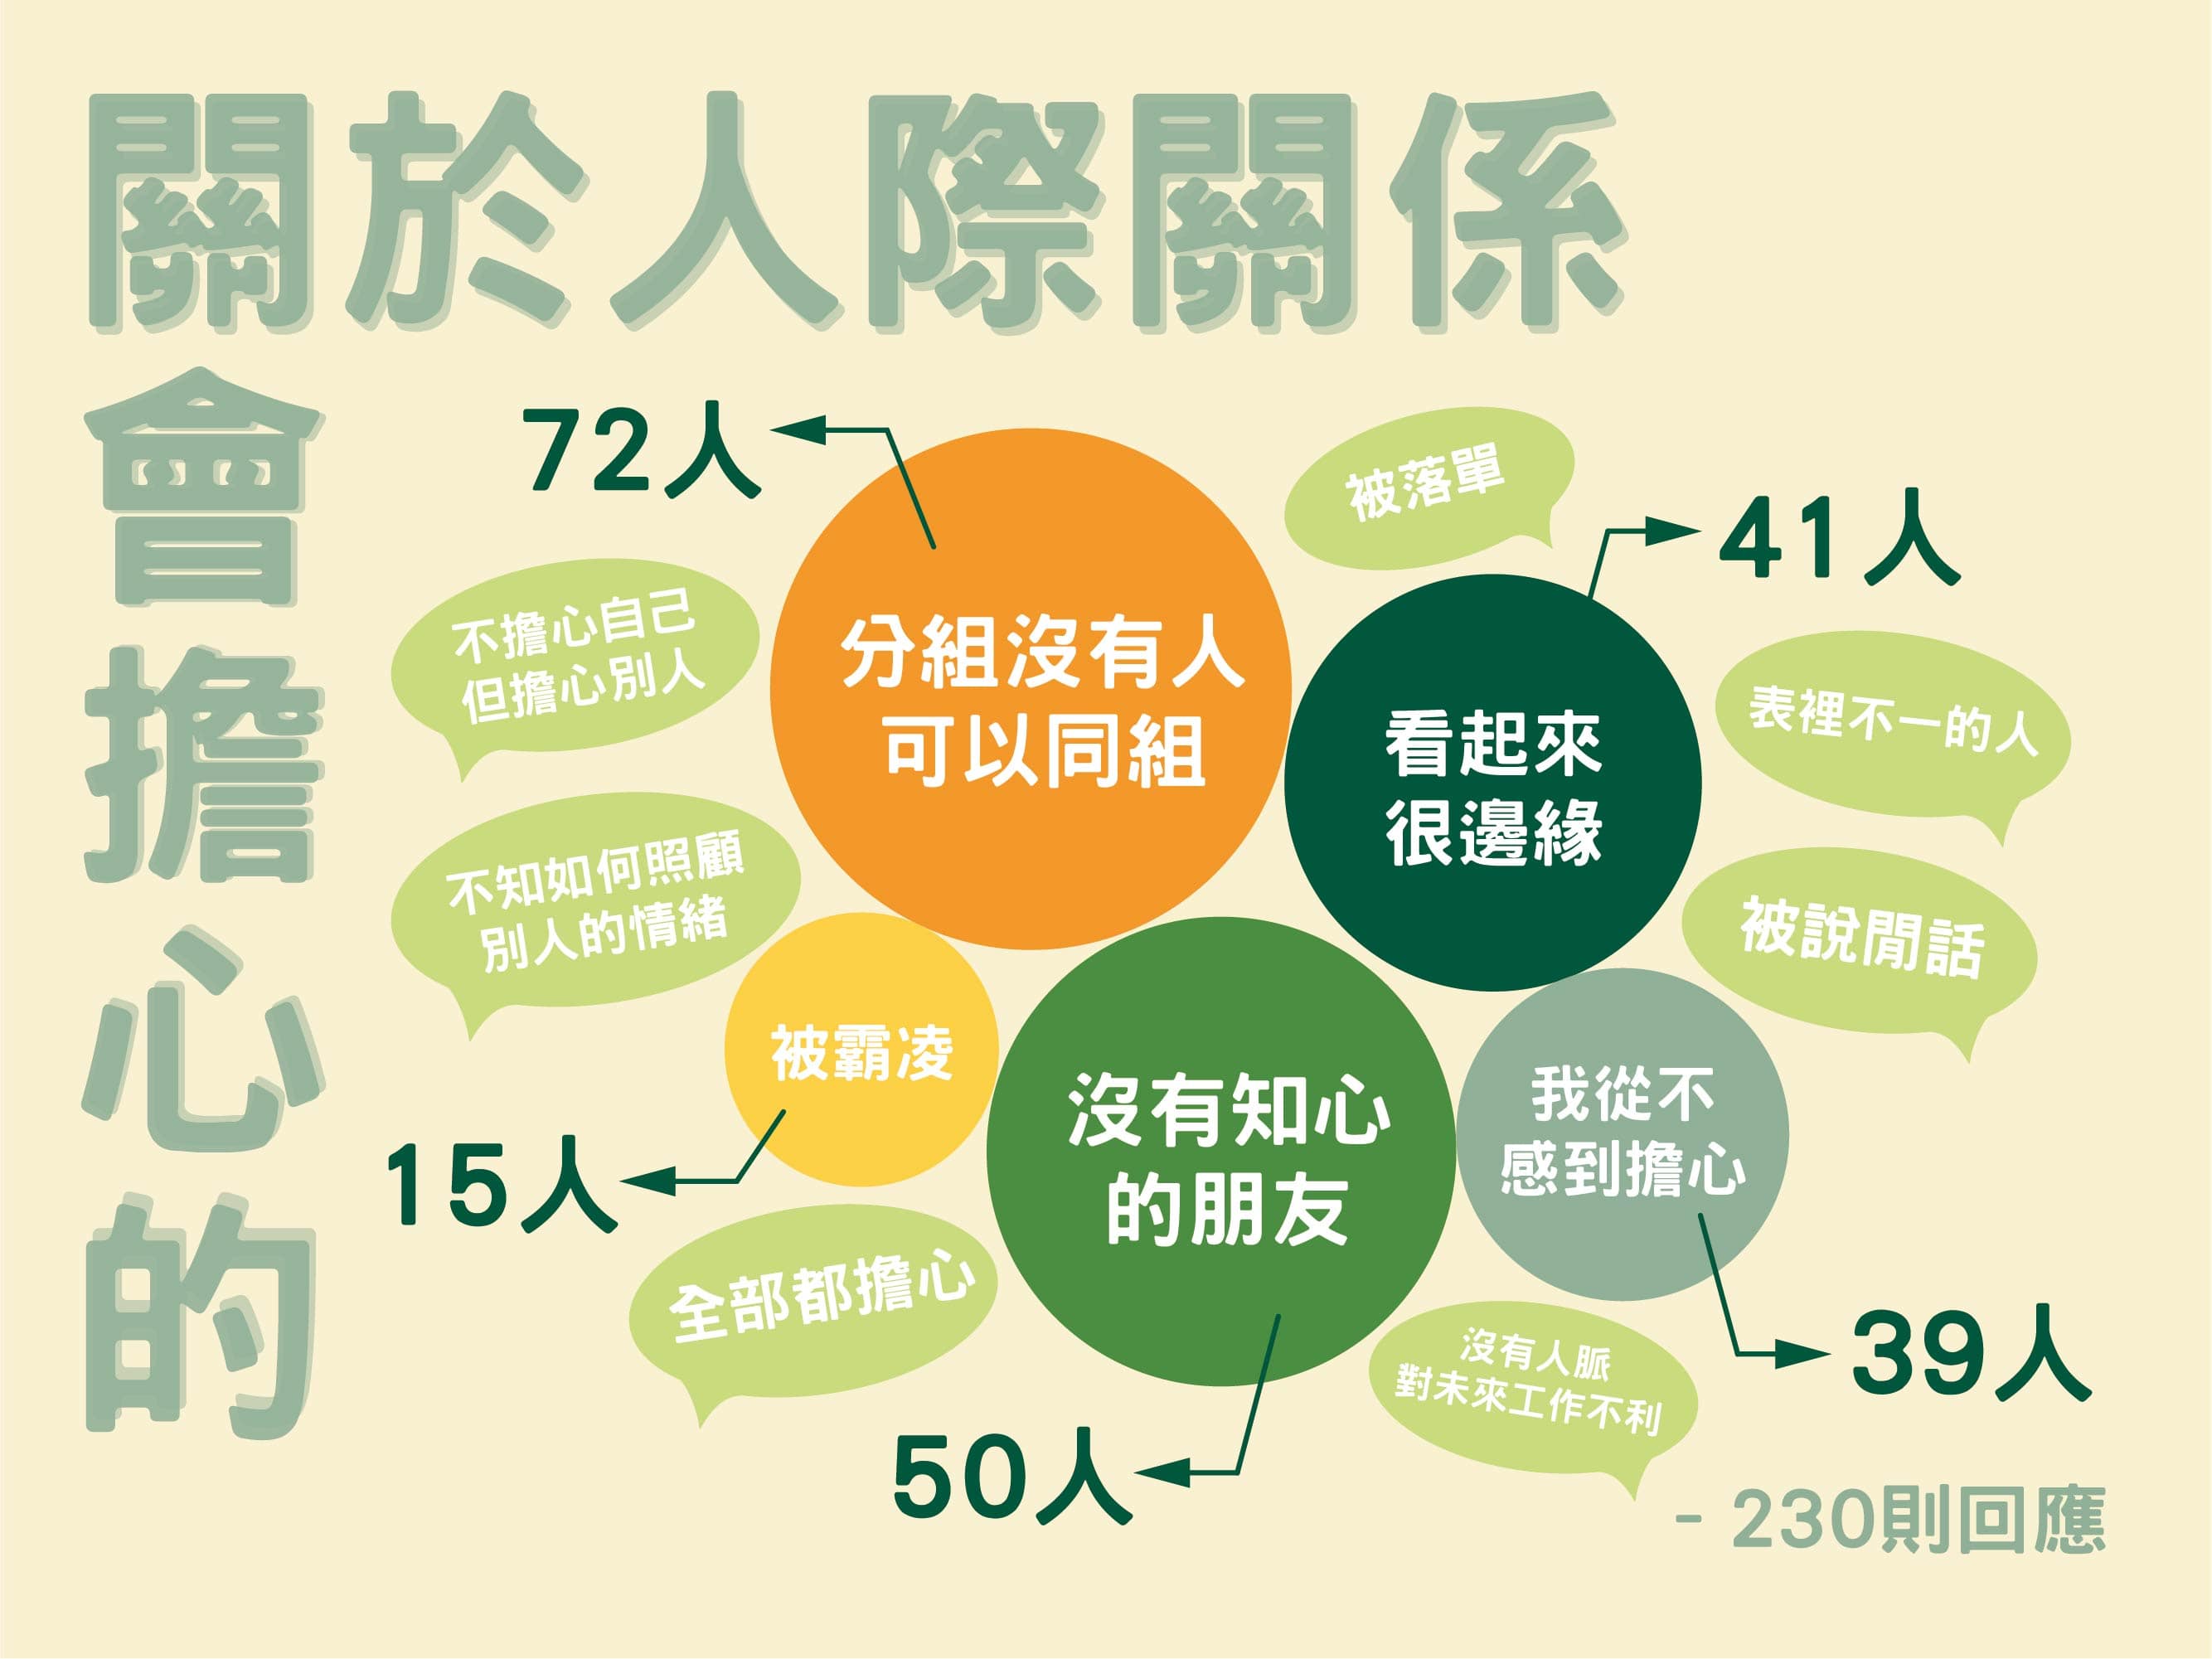 關於人際關係
會擔心的
72人
分組沒有人
可以同組
被落單
41人
看起來
很邊緣
不擔心自己
但擔心別人
表裡不一的人
不知如何照顧
別人的情緒
被說閒話
被霸凌
15人
沒有知心
的朋友
我從不
感到擔心
全部都擔心
39人
沒有人脈
對未來工作不利
50人
- 230則回應